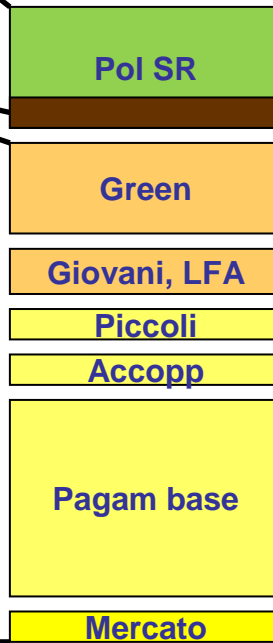 Pol SR
Green
Giovani, LFA
Piccoli
Accopp
Pagam base
Mercato